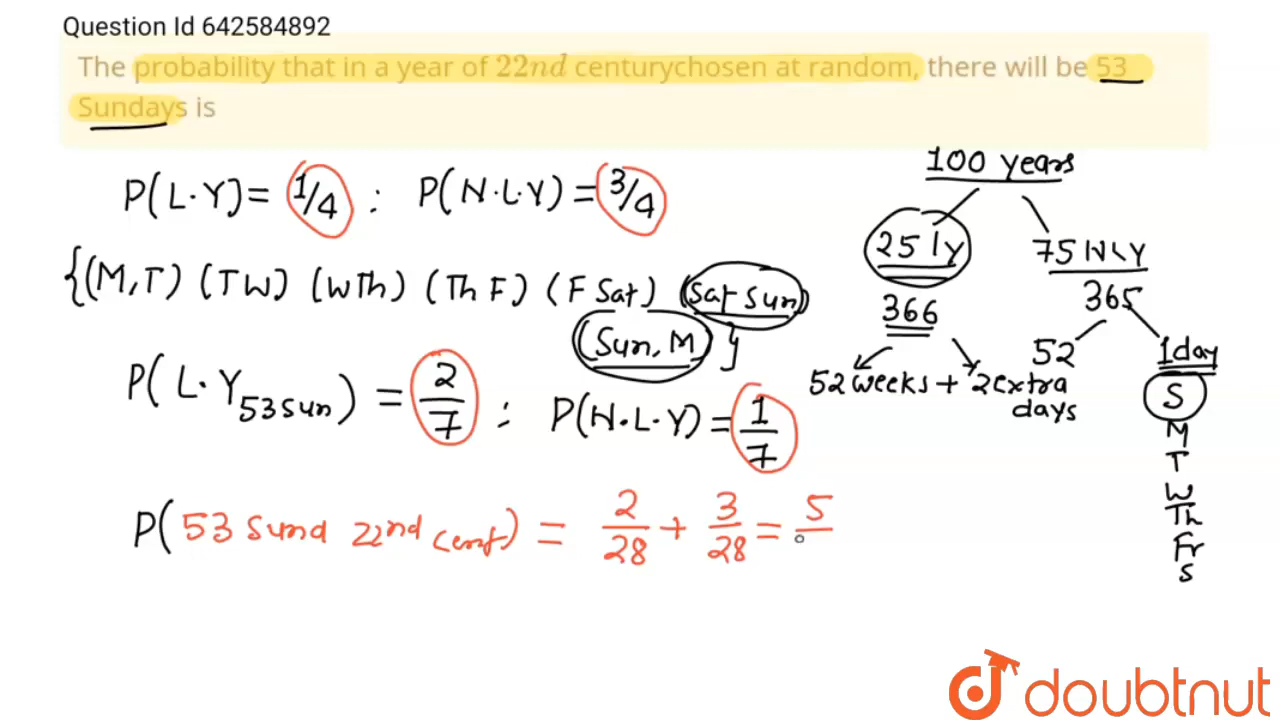 Question Id 642584892
The probability that in a year of 22nd centurychosen at random, there will be 53
Sundays is
P(L.Y)= 1/4 : P(N.L.Y)=3/4
{(M,T) (TW) (WTh) (Th F) (F Sat) (Sat Sun)
(Sun, M)}
P(L.Y53sun) = 2/7 : P(N.L.Y)=1/7
P(53 Sund 22nd cent) = 2/28 + 3/28 = 5
100 years
25 ly 75 NLY
366 365
52 1day
52 weeks + 2 extra
days
S
M
T
W
Th
Fr
S
doubtnut